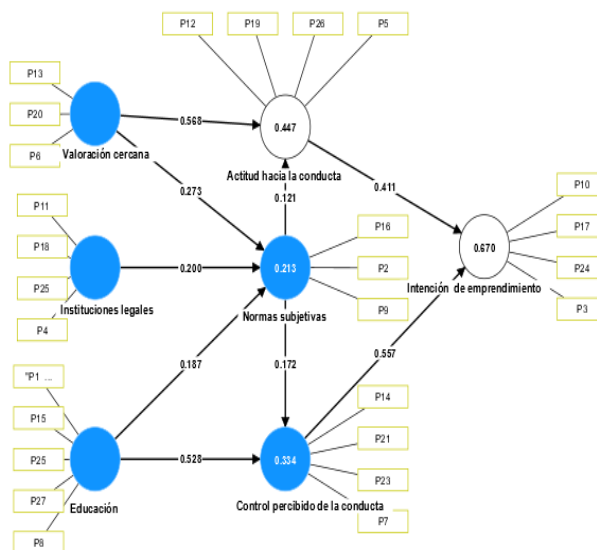 P12
P19
P26
P5
P13
P20
P6
Valoración cercana
0.568
0.447
Actitud hacia la conducta
0.273
0.121
0.411
P11
P18
P25
P4
Instituciones legales
0.200
0.213
Normas subjetivas
P16
P2
P9
0.670
Intención de emprendimiento
P10
P17
P24
P3
0.187
0.172
0.557
"P1 ...
P15
P25
P27
P8
Educación
0.528
0.334
Control percibido de la conducta
P14
P21
P23
P7